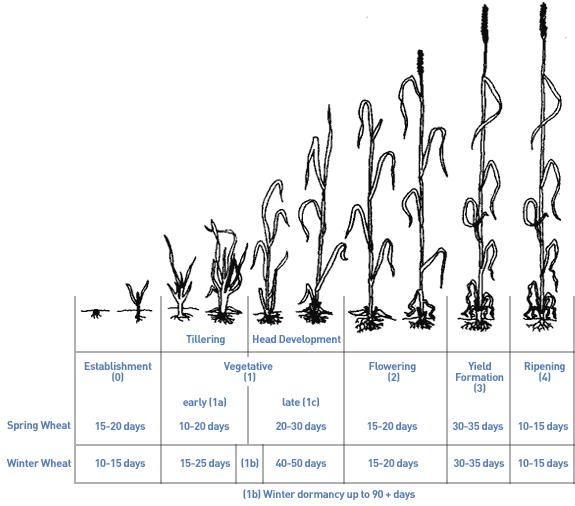 Tillering Head Development
Establishment Vegetative Flowering Yield Ripening
(0) (1) (2) Formation (4)
(3)
early (1a) late (1c)
Spring Wheat 15-20 days 10-20 days 20-30 days 15-20 days 30-35 days 10-15 days
Winter Wheat 10-15 days 15-25 days (1b) 40-50 days 15-20 days 30-35 days 10-15 days
(1b) Winter dormancy up to 90 + days